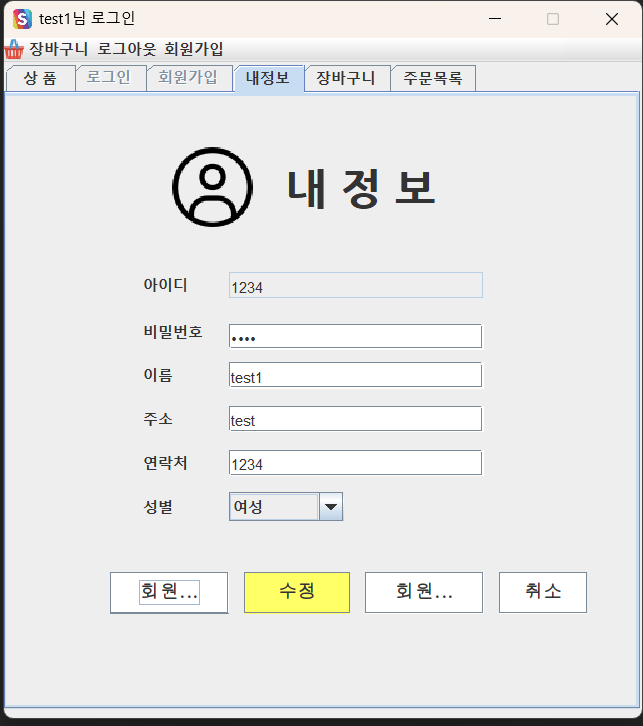 test1님 로그인
장바구니 로그아웃 회원가입
상 품 로그인 회원가입 내정보 장바구니 주문목록
내 정 보
아이디 1234
비밀번호 ••••
이름 test1
주소 test
연락처 1234
성별 여성
회원... 수정 회원... 취소